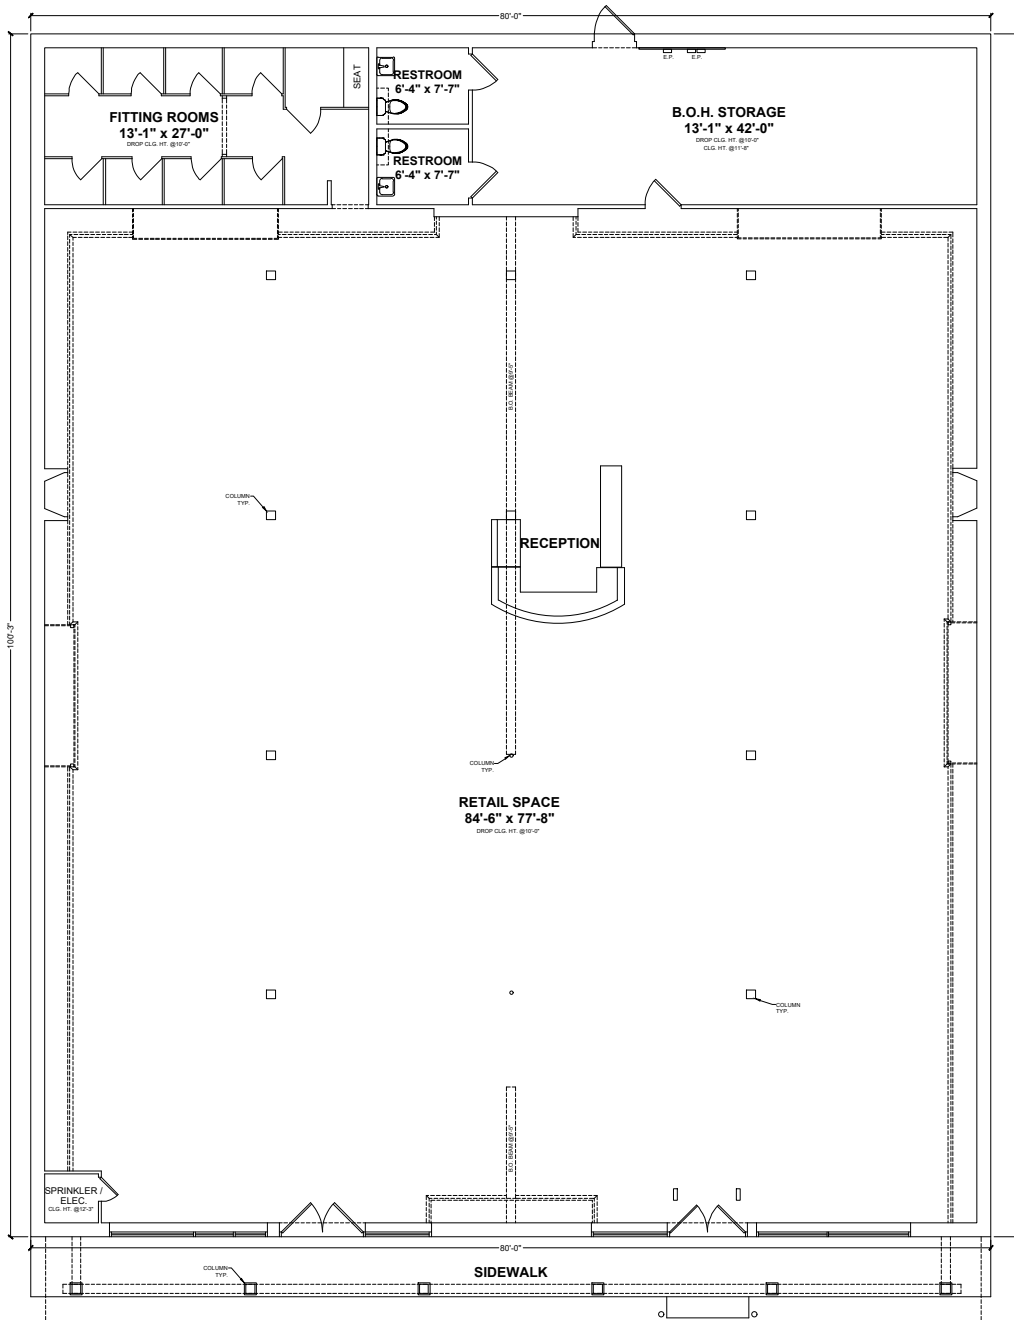 80'-0"
E.P.
E.P.
SEAT
RESTROOM
6'-4" x 7'-7"
FITTING ROOMS
13'-1" x 27'-0"
DROP CLG. HT. @10'-0"
B.O.H. STORAGE
13'-1" x 42'-0"
DROP CLG. HT. @10'-0"
CLG. HT. @11'-8"
RESTROOM
6'-4" x 7'-7"
B.O. BEAM
COLUMN
TYP.
RECEPTION
100'-3"
COLUMN
TYP.
RETAIL SPACE
84'-6" x 77'-8"
DROP CLG. HT. @10'-0"
COLUMN
TYP.
B.O. BEAM
SPRINKLER /
ELEC.
CLG. HT. @12'-3"
80'-0"
COLUMN
TYP.
SIDEWALK